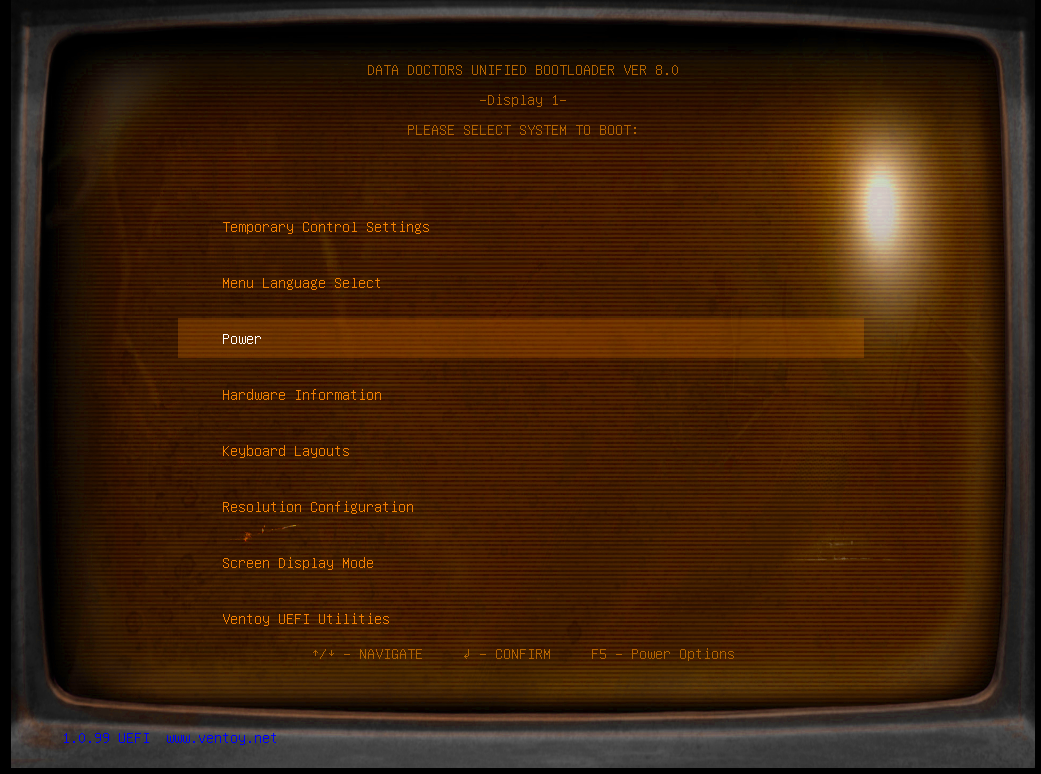 DATA DOCTORS UNIFIED BOOTLOADER VER 8.0
-Display 1-
PLEASE SELECT SYSTEM TO BOOT:
Temporary Control Settings
Menu Language Select
Power
Hardware Information
Keyboard Layouts
Resolution Configuration
Screen Display Mode
Ventoy UEFI Utilities
↑/↓ - NAVIGATE ↲ - CONFIRM F5 - Power Options
1.0.99 UEFI www.ventoy.net